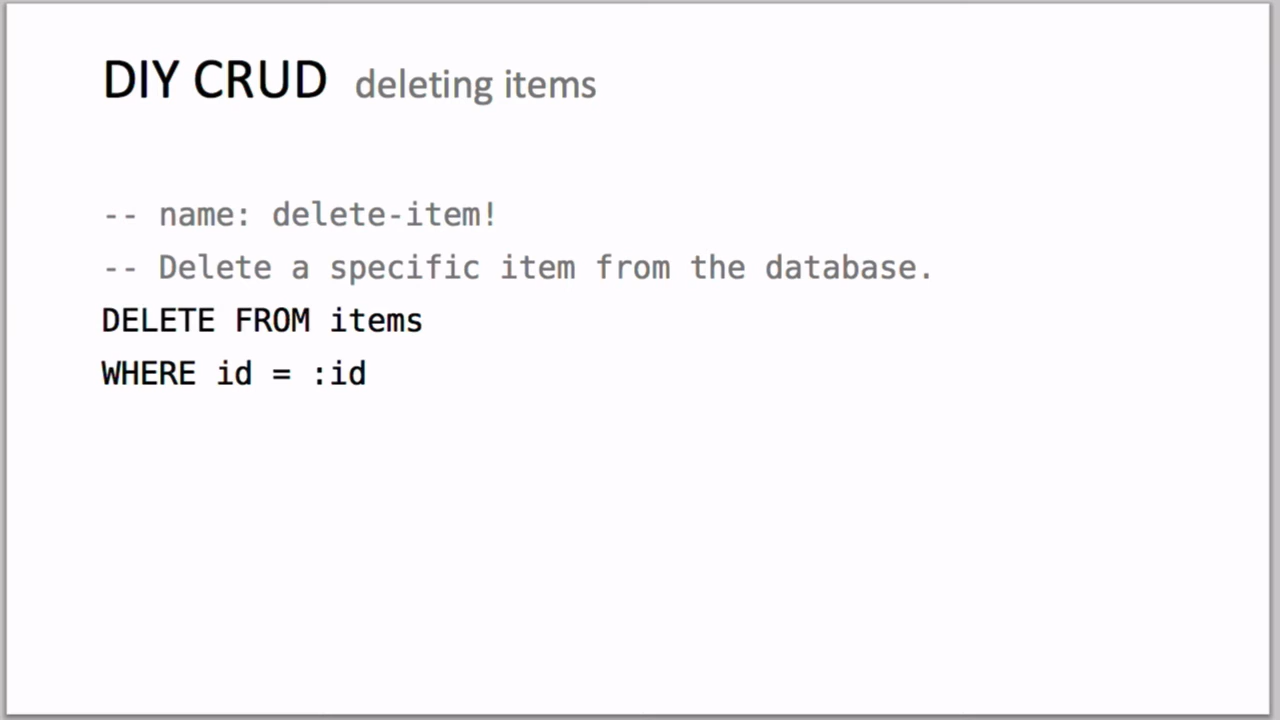 DIY CRUD deleting items
-- name: delete-item!
-- Delete a specific item from the database.
DELETE FROM items
WHERE id = :id